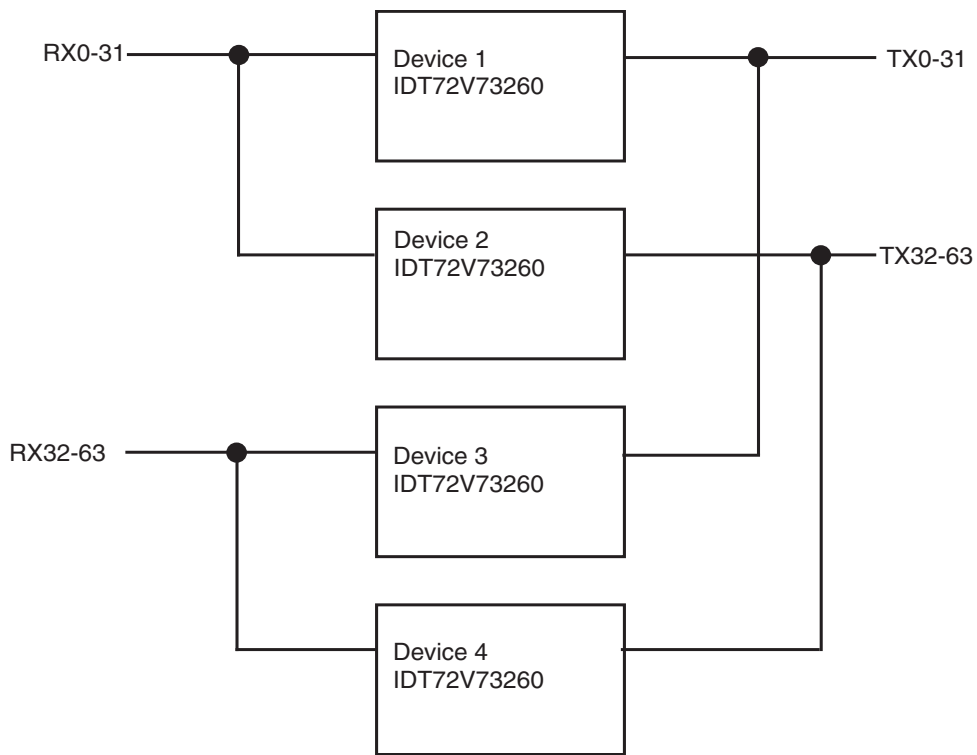 RX0-31
Device 1
IDT72V73260
TX0-31
Device 2
IDT72V73260
TX32-63
RX32-63
Device 3
IDT72V73260
Device 4
IDT72V73260